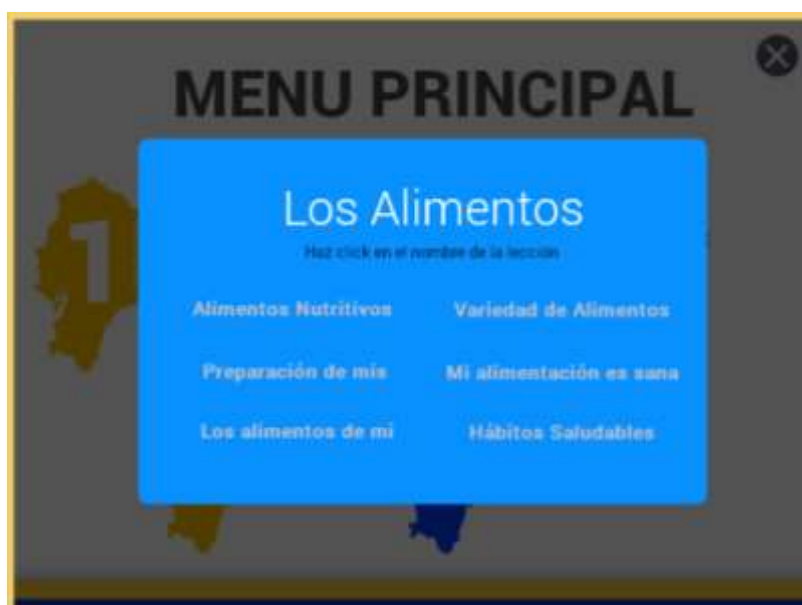 MENU PRINCIPAL
1
Los Alimentos
Haz click en el nombre de la lección
Alimentos Nutritivos
Variedad de Alimentos
Preparación de mis
Mi alimentación es sana
Los alimentos de mi
Hábitos Saludables